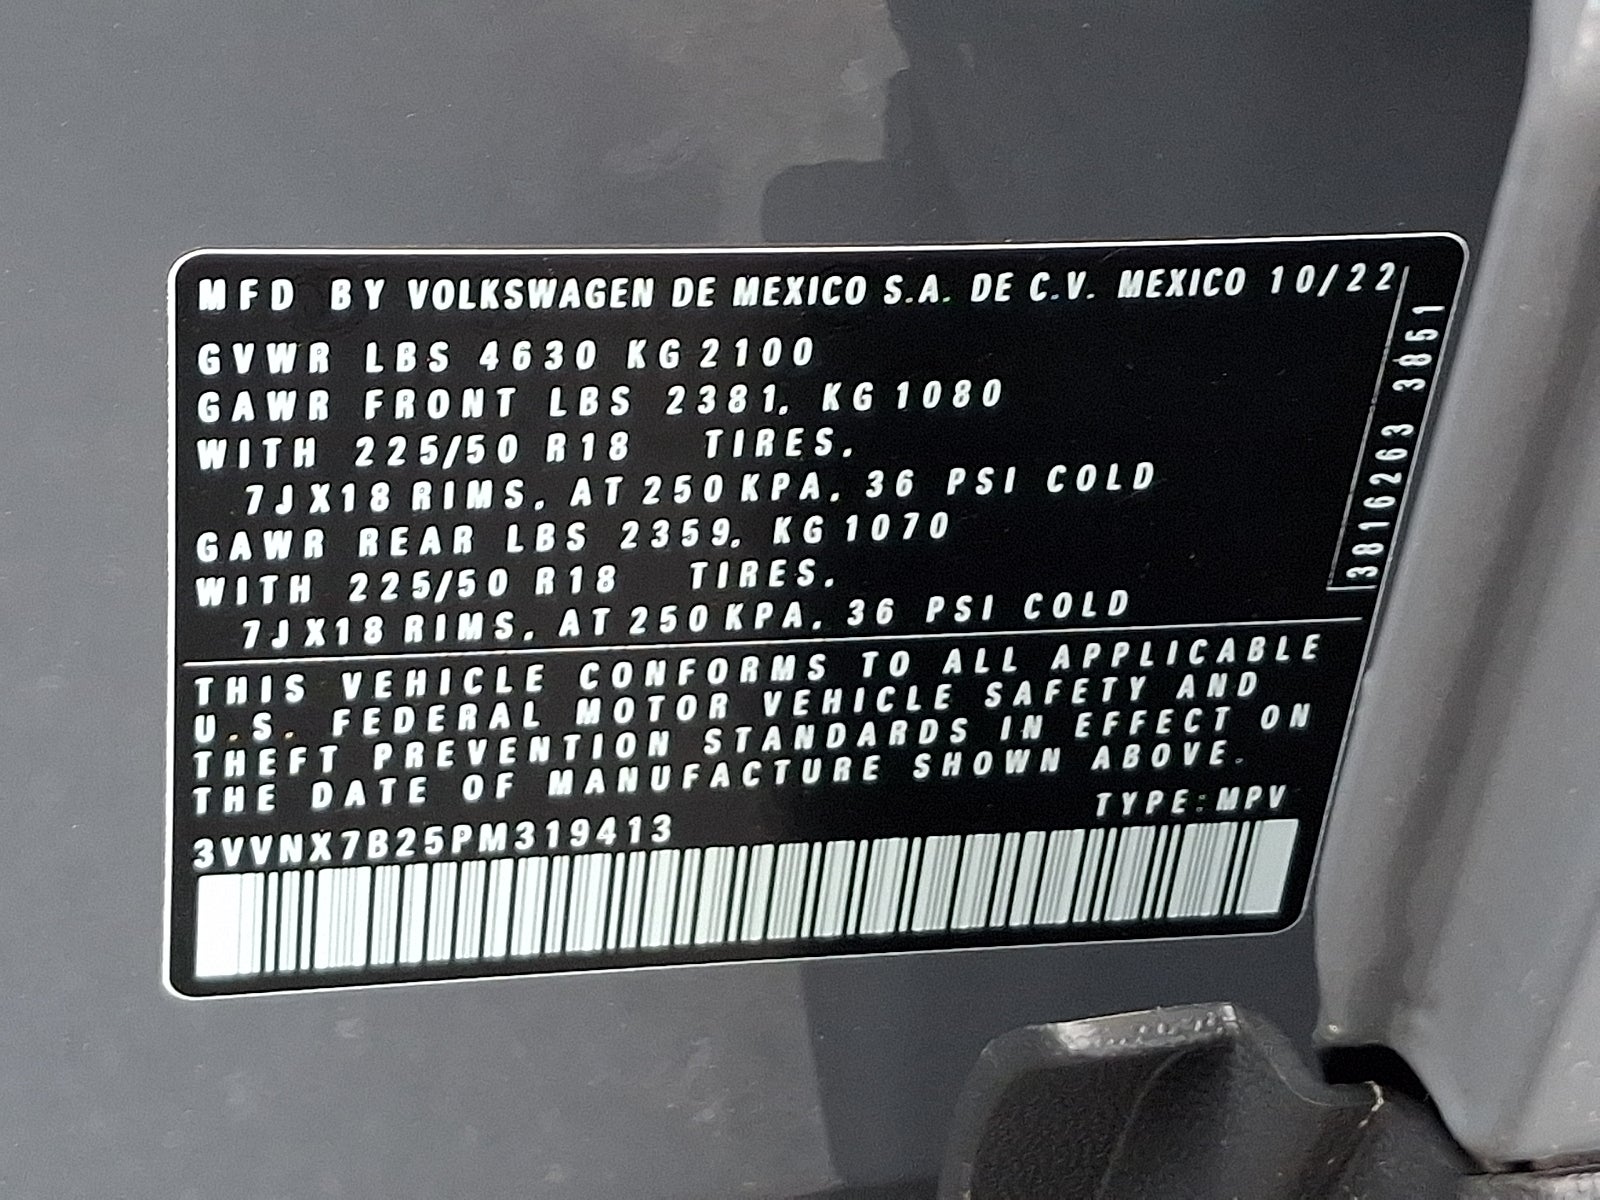 MFD BY VOLKSWAGEN DE MEXICO S.A. DE C.V. MEXICO 10/22
GVWR LBS 4630 KG 2100
GAWR FRONT LBS 2381. KG 1080
WITH 225/50 R18 TIRES.
7JX18 RIMS. AT 250 KPA. 36 PSI COLD
GAWR REAR LBS 2359. KG 1070
WITH 225/50 R18 TIRES.
7JX18 RIMS. AT 250 KPA. 36 PSI COLD
THIS VEHICLE CONFORMS TO ALL APPLICABLE
U.S. FEDERAL MOTOR VEHICLE SAFETY AND
THEFT PREVENTION STANDARDS IN EFFECT ON
THE DATE OF MANUFACTURE SHOWN ABOVE.
TYPE: MPV
3VVNX7B25PM319413
3816263 3851